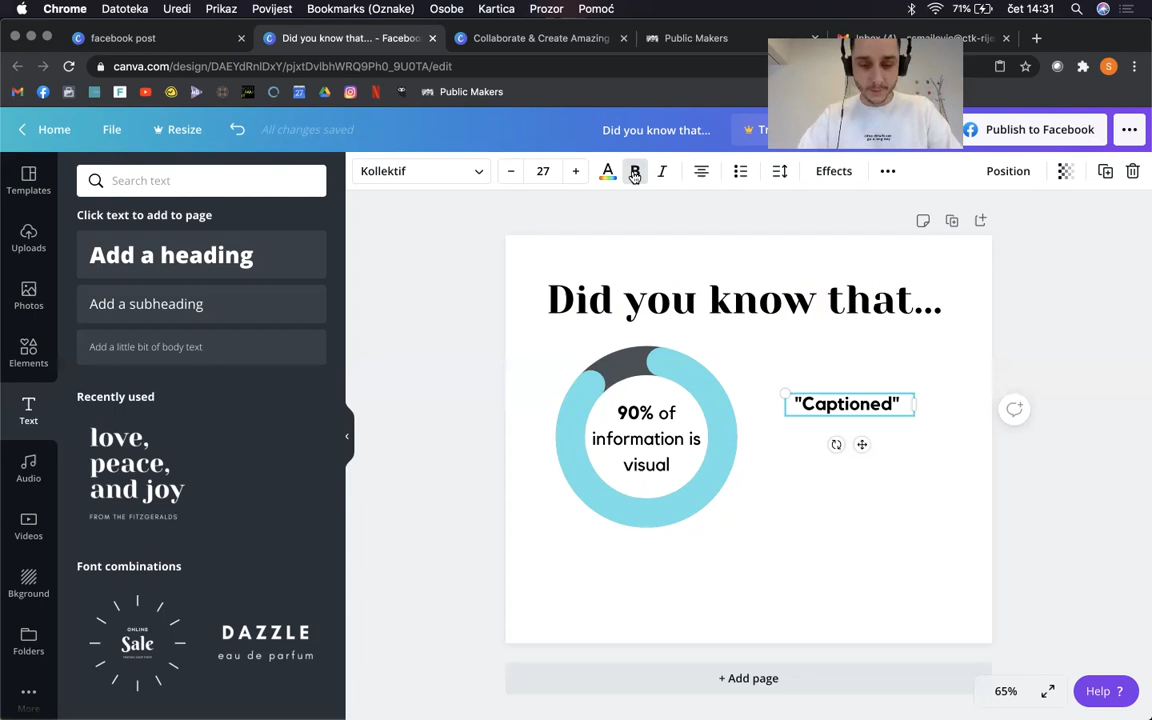 Chrome Datoteka Uredi Prikaz Povijest Bookmarks (Oznake) Osobe Kartica Prozor Pomoć 71% čet 14:31
facebook post
Did you know that... - Facebo
Collaborate & Create Amazing
Public Makers
canva.com/design/DAEYdRnlDxY/pjxtDvlbhWRQ9Ph0_9U0TA/edit
S
Public Makers
Home File Resize All changes saved Did you know that... Publish to Facebook
Templates
Uploads
Photos
Elements
Text
Audio
Videos
Bkground
Folders
More
Search text
Click text to add to page
Add a heading
Add a subheading
Add a little bit of body text
Recently used
love,
peace,
and joy
FROM THE FITZGERALDS
Font combinations
ONLINE
Sale
DAZZLE
eau de parfum
Kollektif
− 27 + A B I Effects Position
Did you know that...
90% of
information is
visual
"Captioned"
+ Add page
65%
Help ?